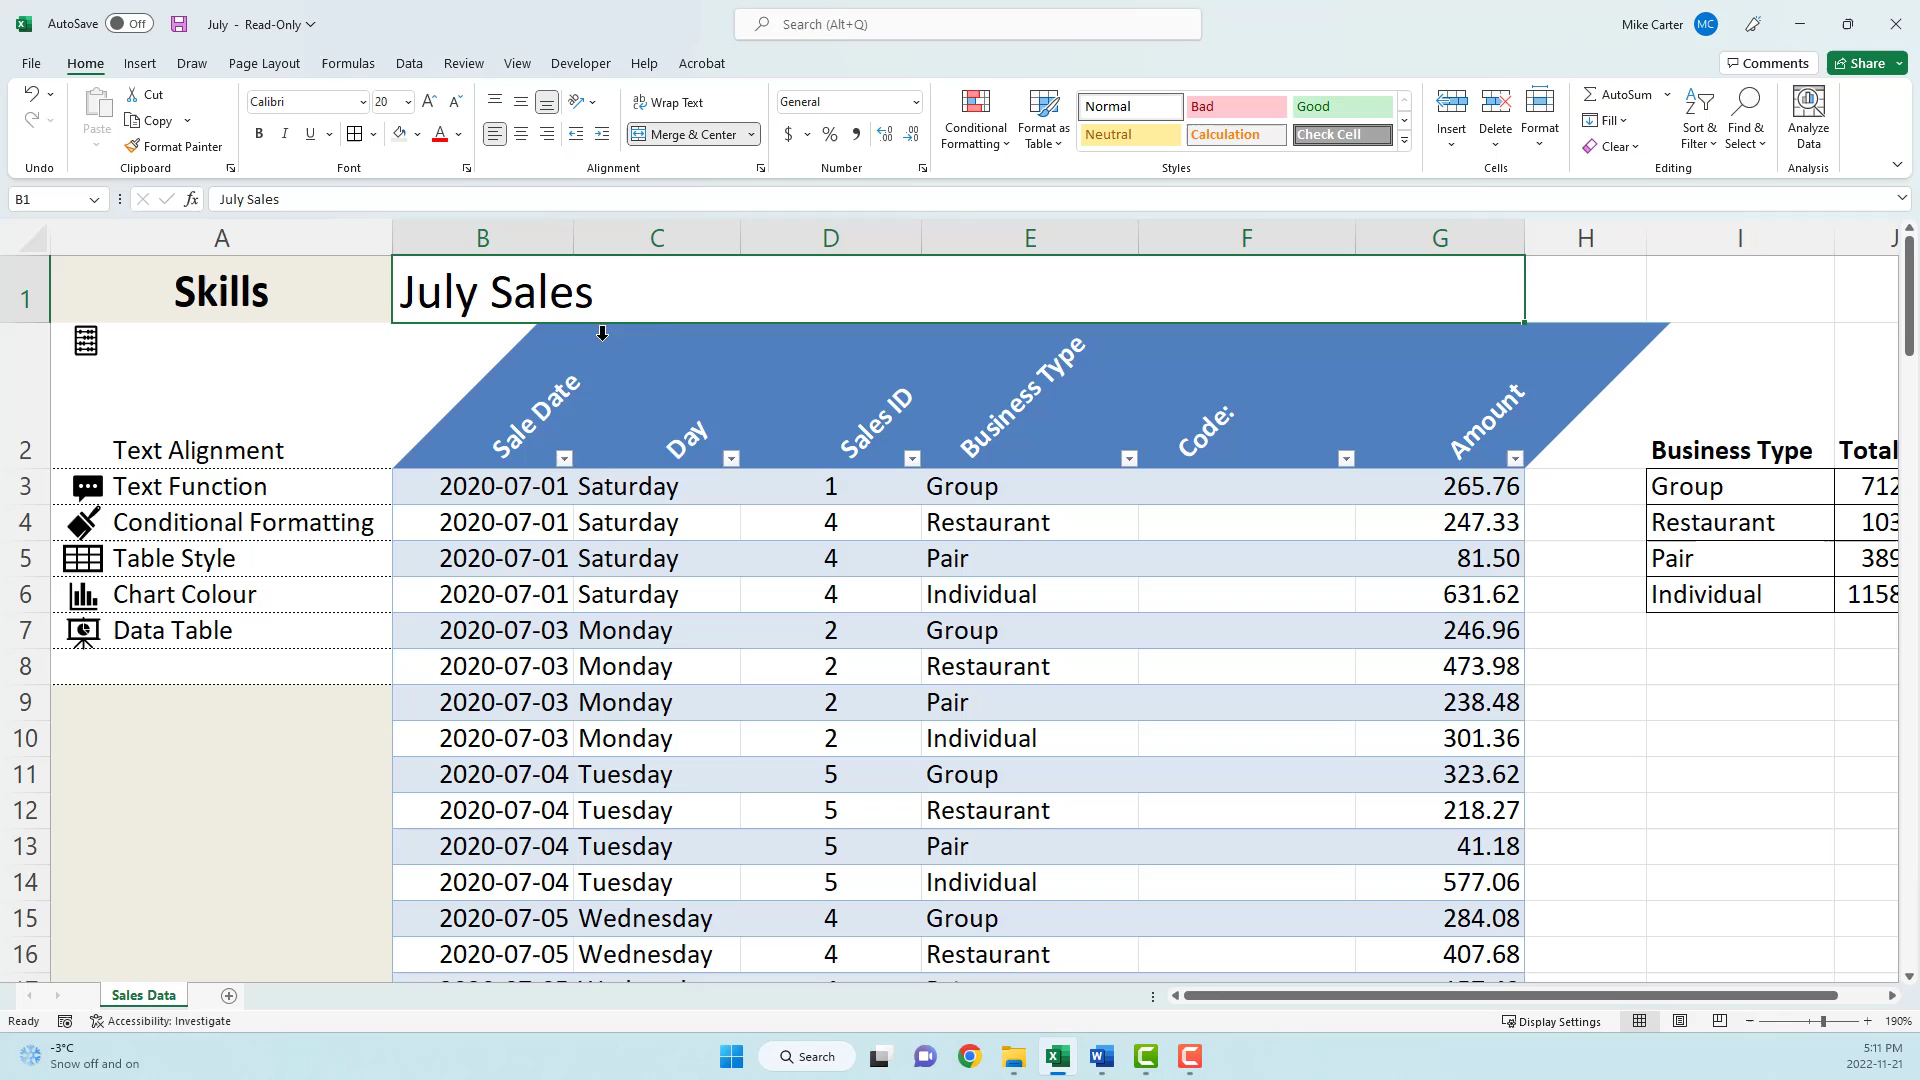 AutoSave Off July - Read-Only Search (Alt+Q) Mike Carter MC
File Home Insert Draw Page Layout Formulas Data Review View Developer Help Acrobat Comments Share
Paste Cut Copy Format Painter
Calibri 20 B I U A
Wrap Text Merge & Center
General $ % ,
Conditional Formatting Format as Table
Normal Bad Good
Neutral Calculation Check Cell
Insert Delete Format
AutoSum Fill Clear
Sort & Filter Find & Select
Analyze Data
Undo Clipboard Font Alignment Number Styles Cells Editing Analysis
B1 fx July Sales
A B C D E F G H I J
1 Skills July Sales
2 Text Alignment Sale Date Day Sales ID Business Type Code: Amount Business Type Total
3 Text Function 2020-07-01 Saturday 1 Group 265.76 Group 712
4 Conditional Formatting 2020-07-01 Saturday 4 Restaurant 247.33 Restaurant 103
5 Table Style 2020-07-01 Saturday 4 Pair 81.50 Pair 389
6 Chart Colour 2020-07-01 Saturday 4 Individual 631.62 Individual 1158
7 Data Table 2020-07-03 Monday 2 Group 246.96
8 2020-07-03 Monday 2 Restaurant 473.98
9 2020-07-03 Monday 2 Pair 238.48
10 2020-07-03 Monday 2 Individual 301.36
11 2020-07-04 Tuesday 5 Group 323.62
12 2020-07-04 Tuesday 5 Restaurant 218.27
13 2020-07-04 Tuesday 5 Pair 41.18
14 2020-07-04 Tuesday 5 Individual 577.06
15 2020-07-05 Wednesday 4 Group 284.08
16 2020-07-05 Wednesday 4 Restaurant 407.68
Sales Data
Ready Accessibility: Investigate Display Settings 190%
-3°C
Snow off and on
Search
5:11 PM
2022-11-21